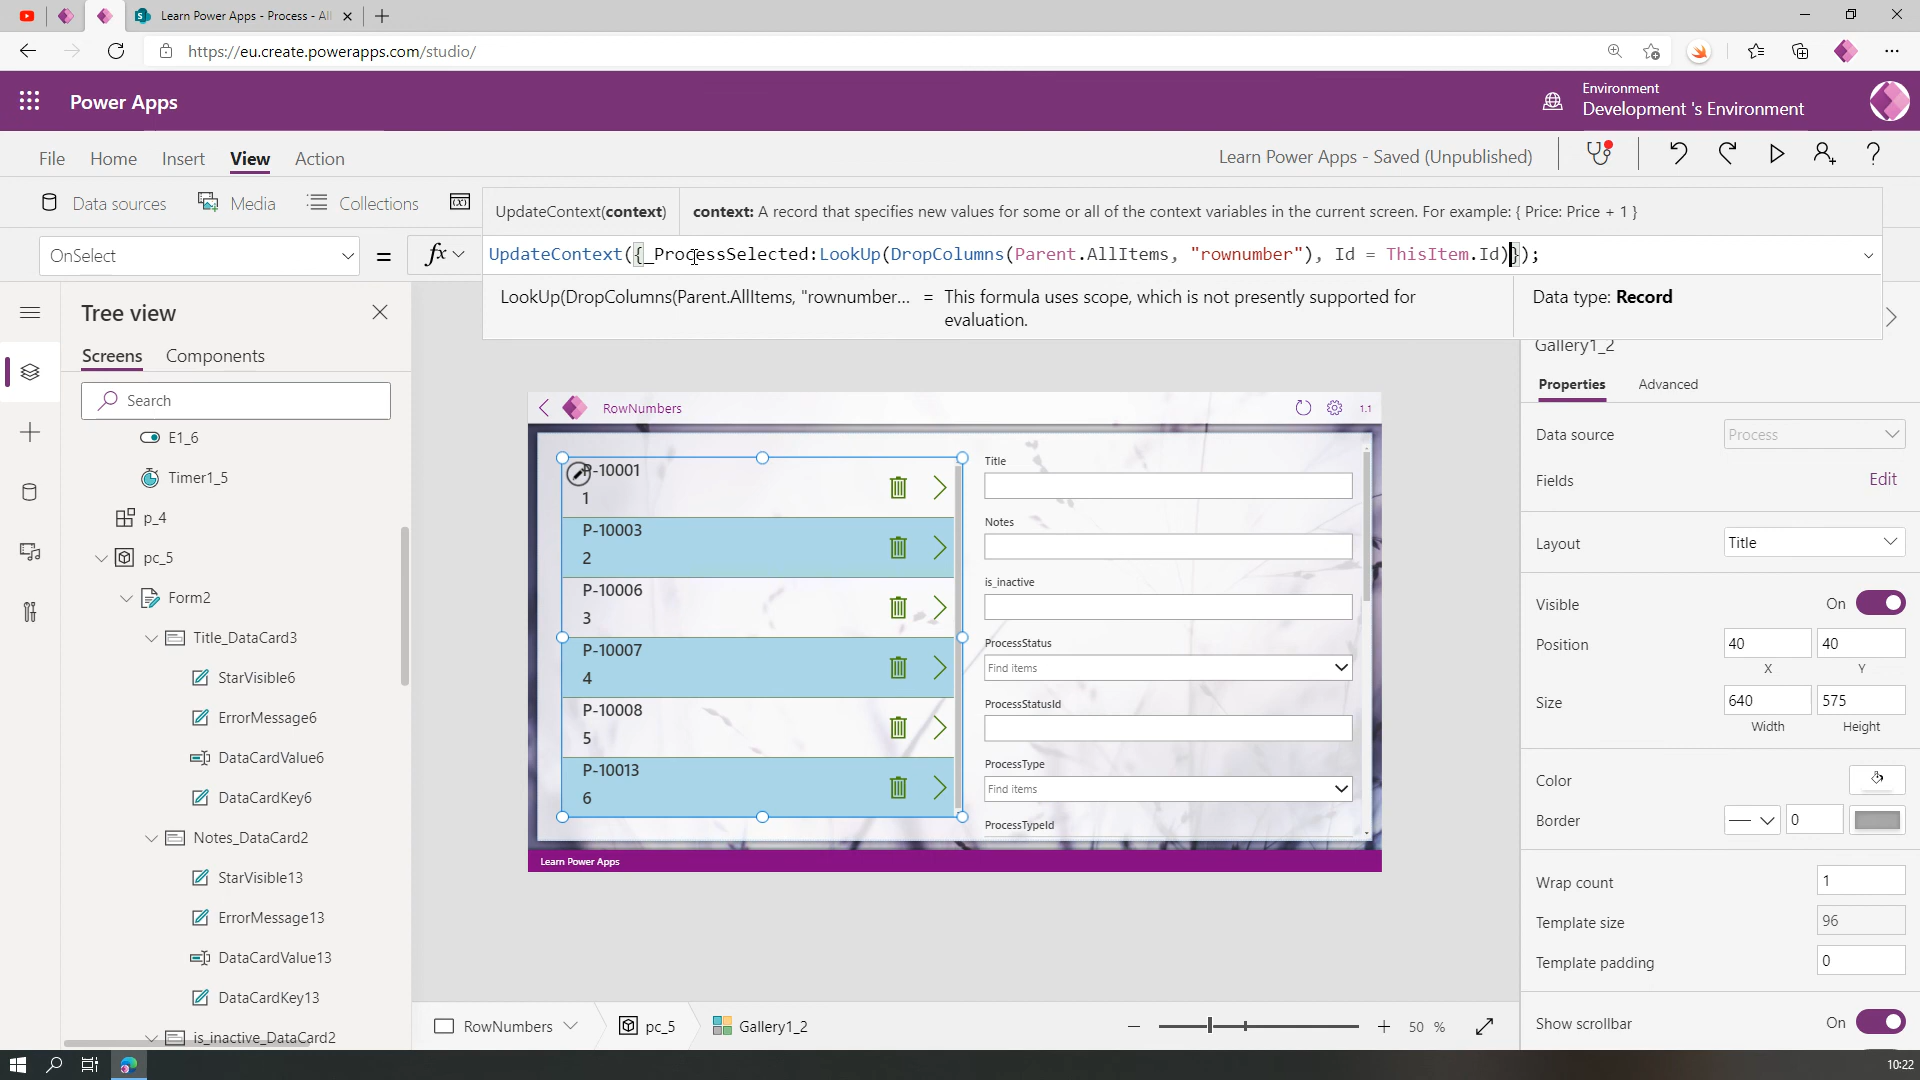 Learn Power Apps - Process - All
https://eu.create.powerapps.com/studio/
Power Apps
Environment
Development 's Environment
File Home Insert View Action
Learn Power Apps - Saved (Unpublished)
Data sources Media Collections
UpdateContext(context)
context: A record that specifies new values for some or all of the context variables in the current screen. For example: { Price: Price + 1 }
OnSelect = fx
UpdateContext({_ProcessSelected:LookUp(DropColumns(Parent.AllItems, "rownumber"), Id = ThisItem.Id)});
LookUp(DropColumns(Parent.AllItems, "rownumber... = This formula uses scope, which is not presently supported for evaluation.
Data type: Record
Tree view
Screens Components
Search
E1_6
Timer1_5
p_4
pc_5
Form2
Title_DataCard3
StarVisible6
ErrorMessage6
DataCardValue6
DataCardKey6
Notes_DataCard2
StarVisible13
ErrorMessage13
DataCardValue13
DataCardKey13
is_inactive_DataCard2
RowNumbers
1.1
P-10001
1
P-10003
2
P-10006
3
P-10007
4
P-10008
5
P-10013
6
Title
Notes
is_inactive
ProcessStatus
Find items
ProcessStatusId
ProcessType
Find items
ProcessTypeId
Learn Power Apps
Gallery1_2
Properties Advanced
Data source Process
Fields Edit
Layout Title
Visible On
Position 40 40
X Y
Size 640 575
Width Height
Color
Border 0
Wrap count 1
Template size 96
Template padding 0
Show scrollbar On
RowNumbers pc_5 Gallery1_2
50 %
10:22